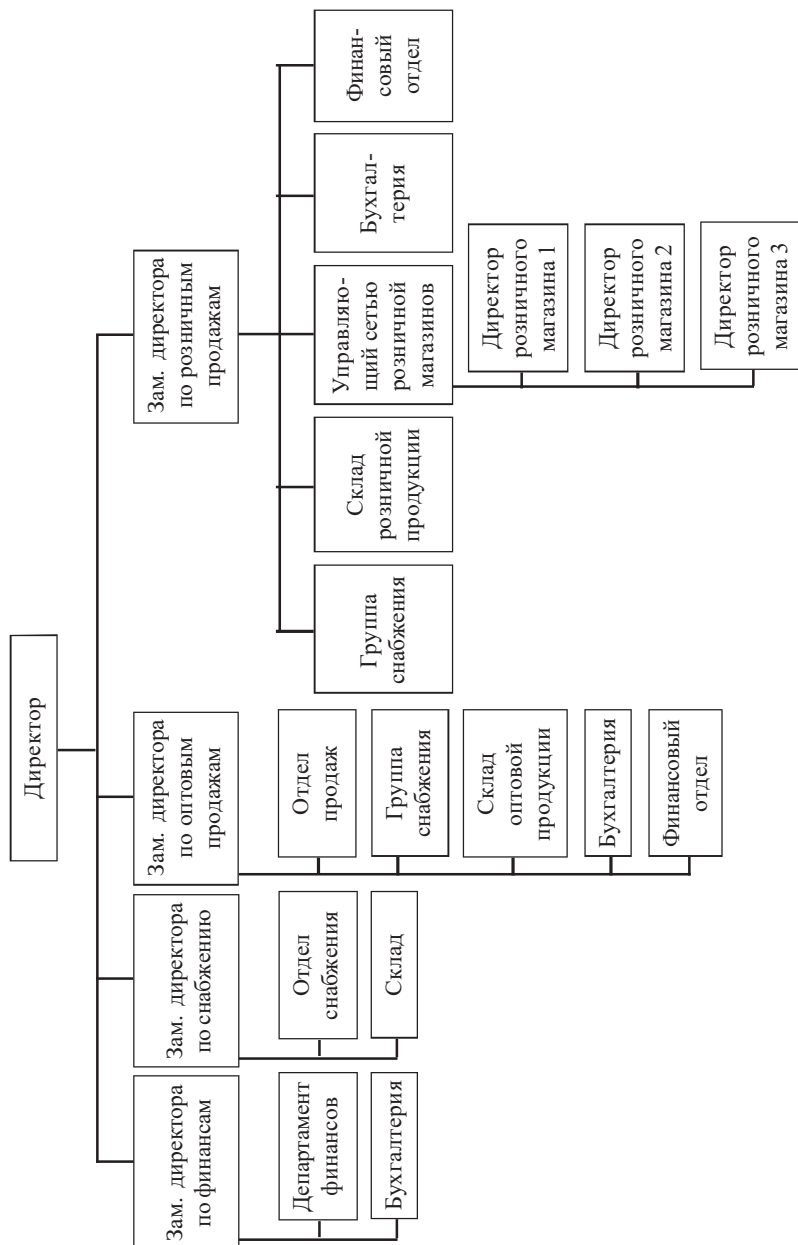 Директор
Зам. директора
по финансам
Зам. директора
по снабжению
Зам. директора
по оптовым
продажам
Зам. директора
по розничным
продажам
Департамент
финансов
Бухгалтерия
Отдел
снабжения
Склад
Отдел
продаж
Группа
снабжения
Склад
оптовой
продукции
Бухгалтерия
Финансовый
отдел
Группа
снабжения
Склад
розничной
продукции
Управляю-
щий сетью
розничной
магазинов
Бухгал-
терия
Финан-
совый
отдел
Директор
розничного
магазина 1
Директор
розничного
магазина 2
Директор
розничного
магазина 3